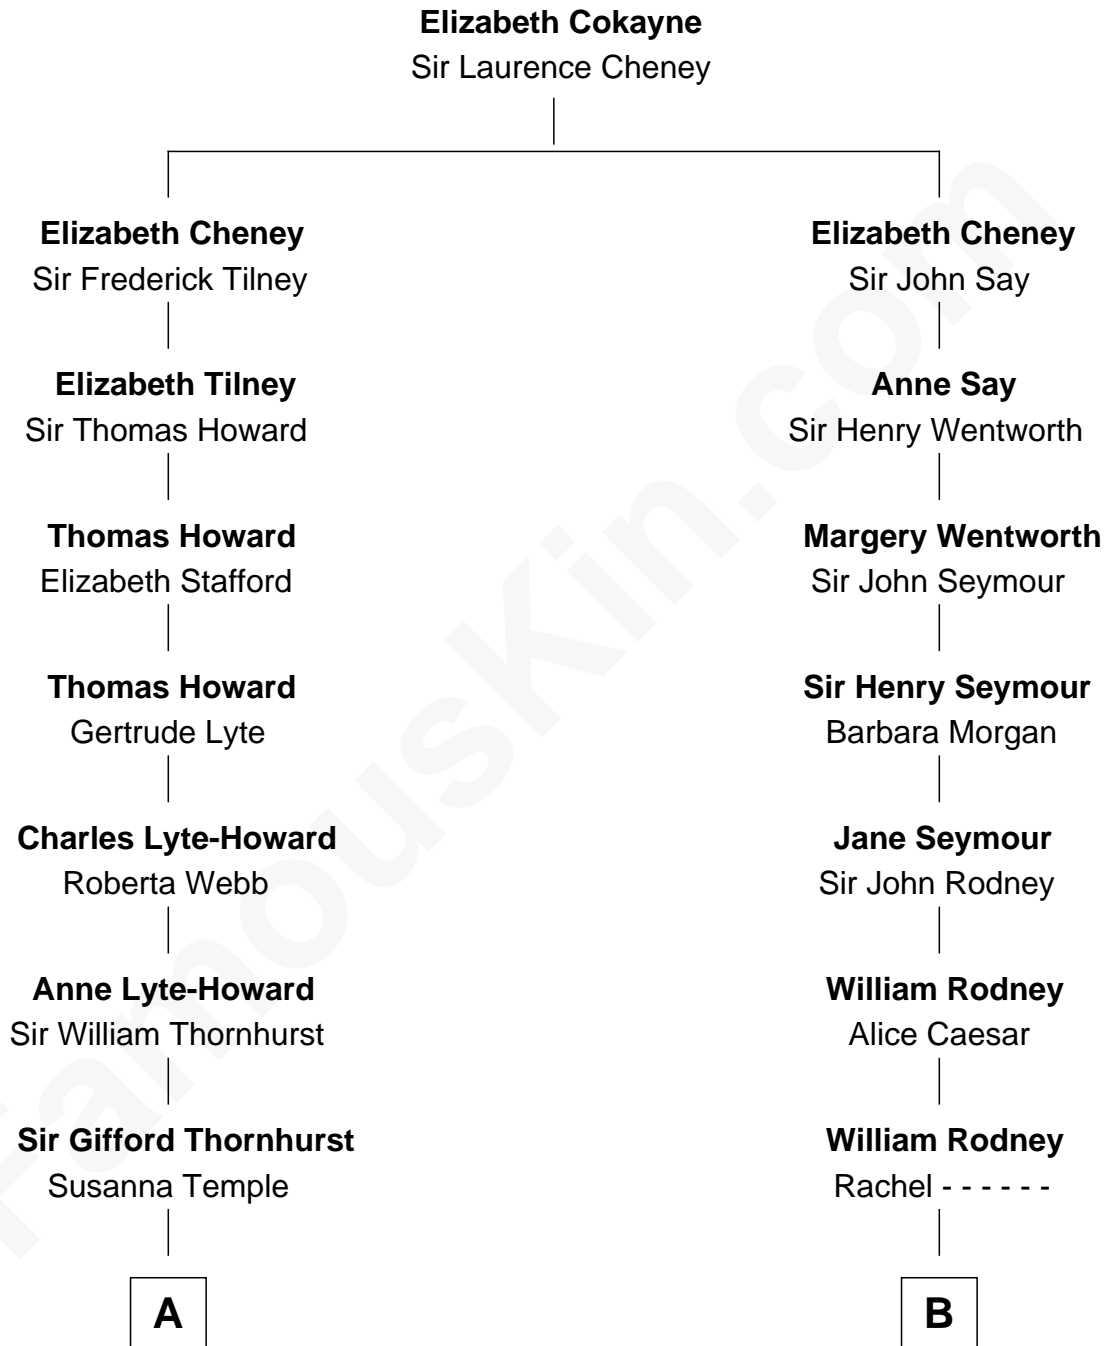 Elizabeth Cokayne
Sir Laurence Cheney
Elizabeth Cheney
Sir Frederick Tilney
Elizabeth Tilney
Sir Thomas Howard
Thomas Howard
Elizabeth Stafford
Thomas Howard
Gertrude Lyte
Charles Lyte-Howard
Roberta Webb
Anne Lyte-Howard
Sir William Thornhurst
Sir Gifford Thornhurst
Susanna Temple
A
Elizabeth Cheney
Sir John Say
Anne Say
Sir Henry Wentworth
Margery Wentworth
Sir John Seymour
Sir Henry Seymour
Barbara Morgan
Jane Seymour
Sir John Rodney
William Rodney
Alice Caesar
William Rodney
Rachel - - - - - -
B
FamousKin.com